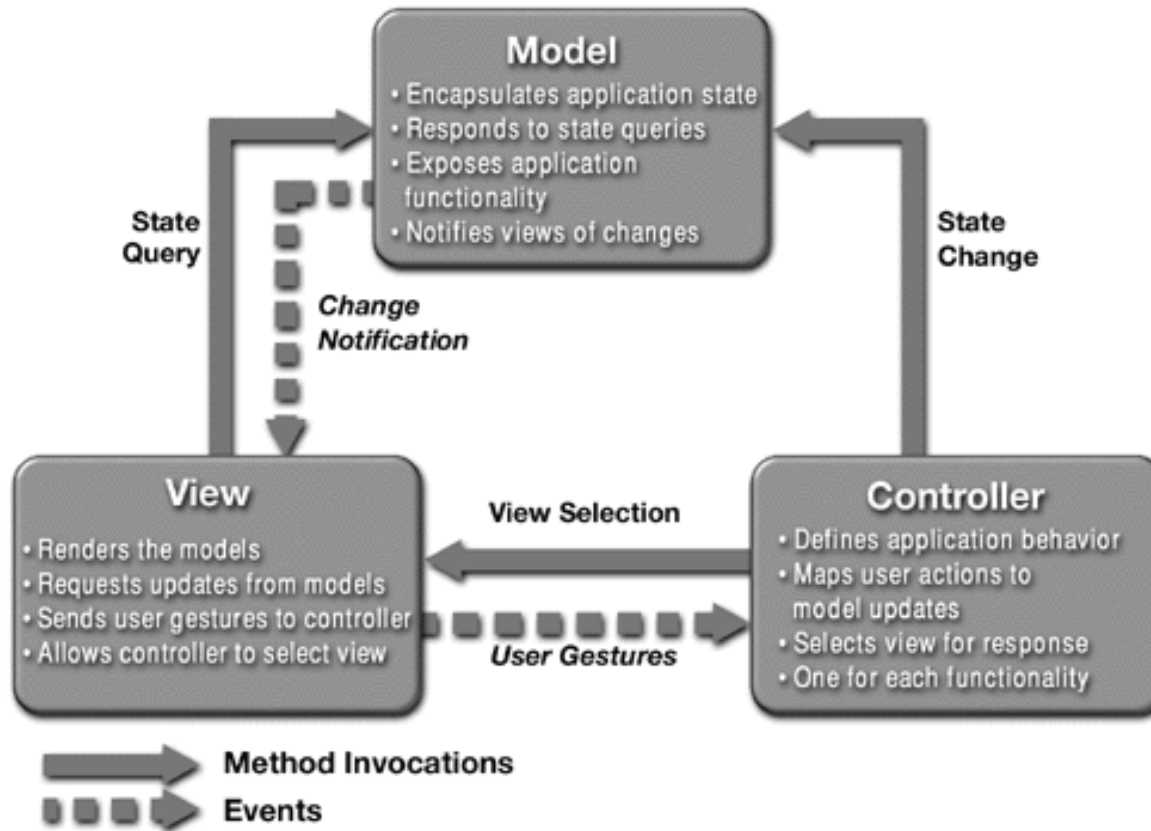 Model
• Encapsulates application state
• Responds to state queries
• Exposes application
functionality
• Notifies views of changes
State
Query
Change
Notification
State
Change
View
• Renders the models
• Requests updates from models
• Sends user gestures to controller
• Allows controller to select view
View Selection
User Gestures
Controller
• Defines application behavior
• Maps user actions to
model updates
• Selects view for response
• One for each functionality
Method Invocations
Events